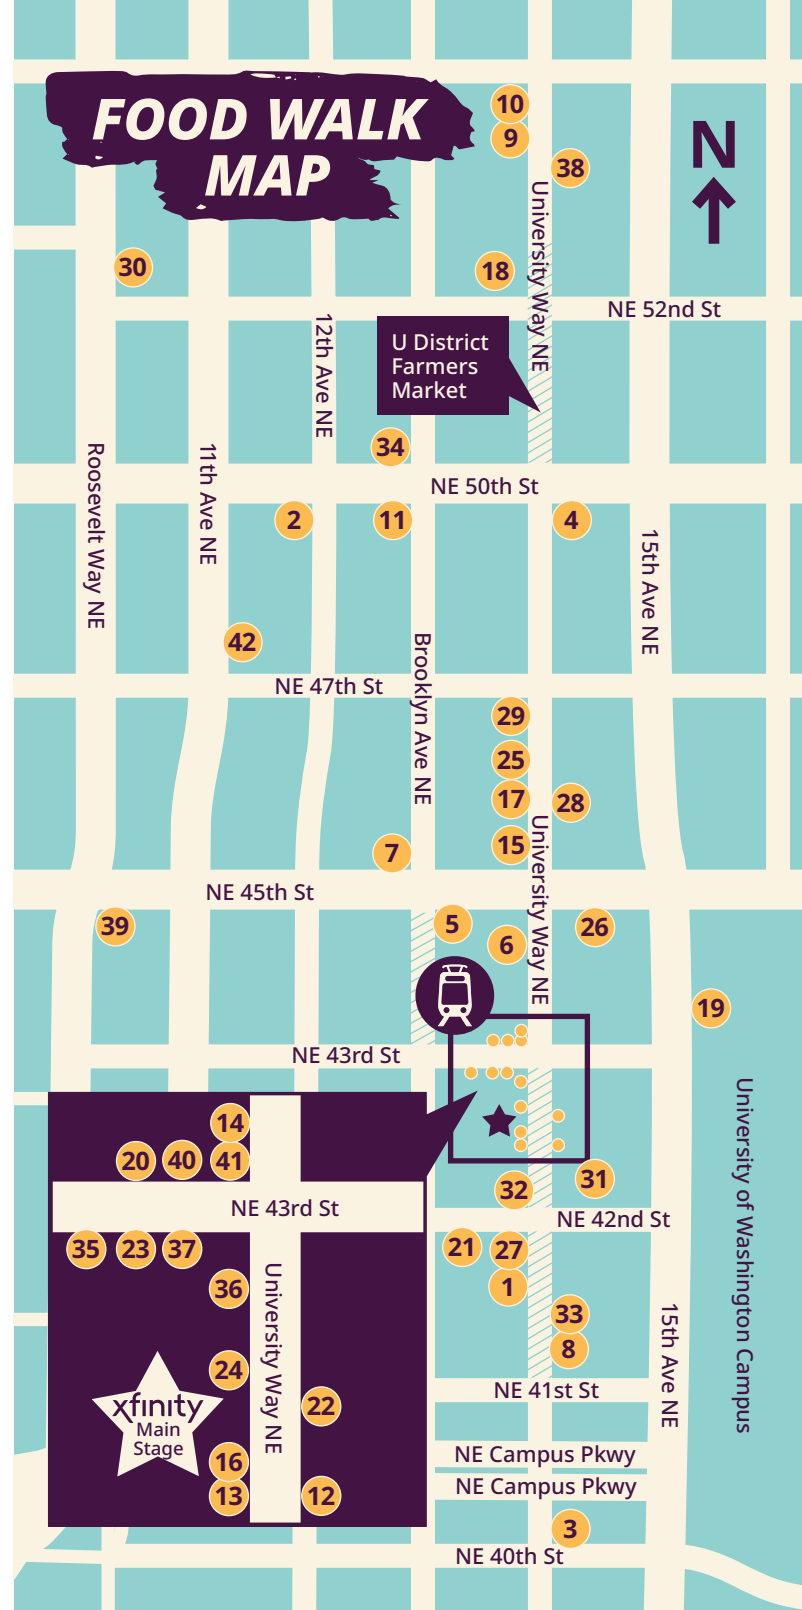 FOOD WALK
MAP
N
10
9
38
University Way NE
30
18
NE 52nd St
12th Ave NE
U District
Farmers
Market
34
Roosevelt Way NE
11th Ave NE
NE 50th St
2
11
4
15th Ave NE
42
Brooklyn Ave NE
NE 47th St
29
25
17
28
University Way NE
15
7
NE 45th St
39
5
6
26
19
NE 43rd St
University of Washington Campus
14
20
40
41
NE 43rd St
35
23
37
36
University Way NE
24
22
xfinity
Main
Stage
16
13
12
32
31
NE 42nd St
21
27
1
33
8
15th Ave NE
NE 41st St
NE Campus Pkwy
NE Campus Pkwy
3
NE 40th St